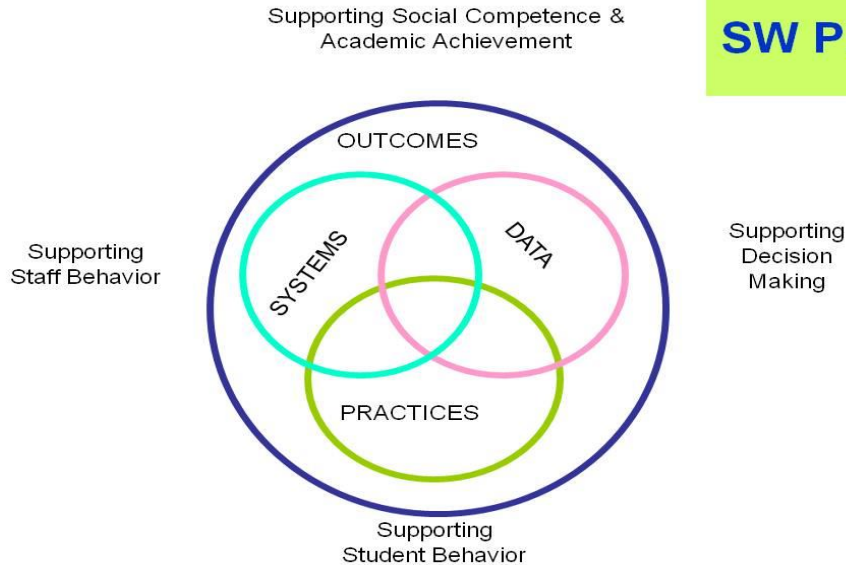 Supporting Social Competence &
Academic Achievement
SW P
OUTCOMES
SYSTEMS
DATA
Supporting
Staff Behavior
Supporting
Decision
Making
PRACTICES
Supporting
Student Behavior